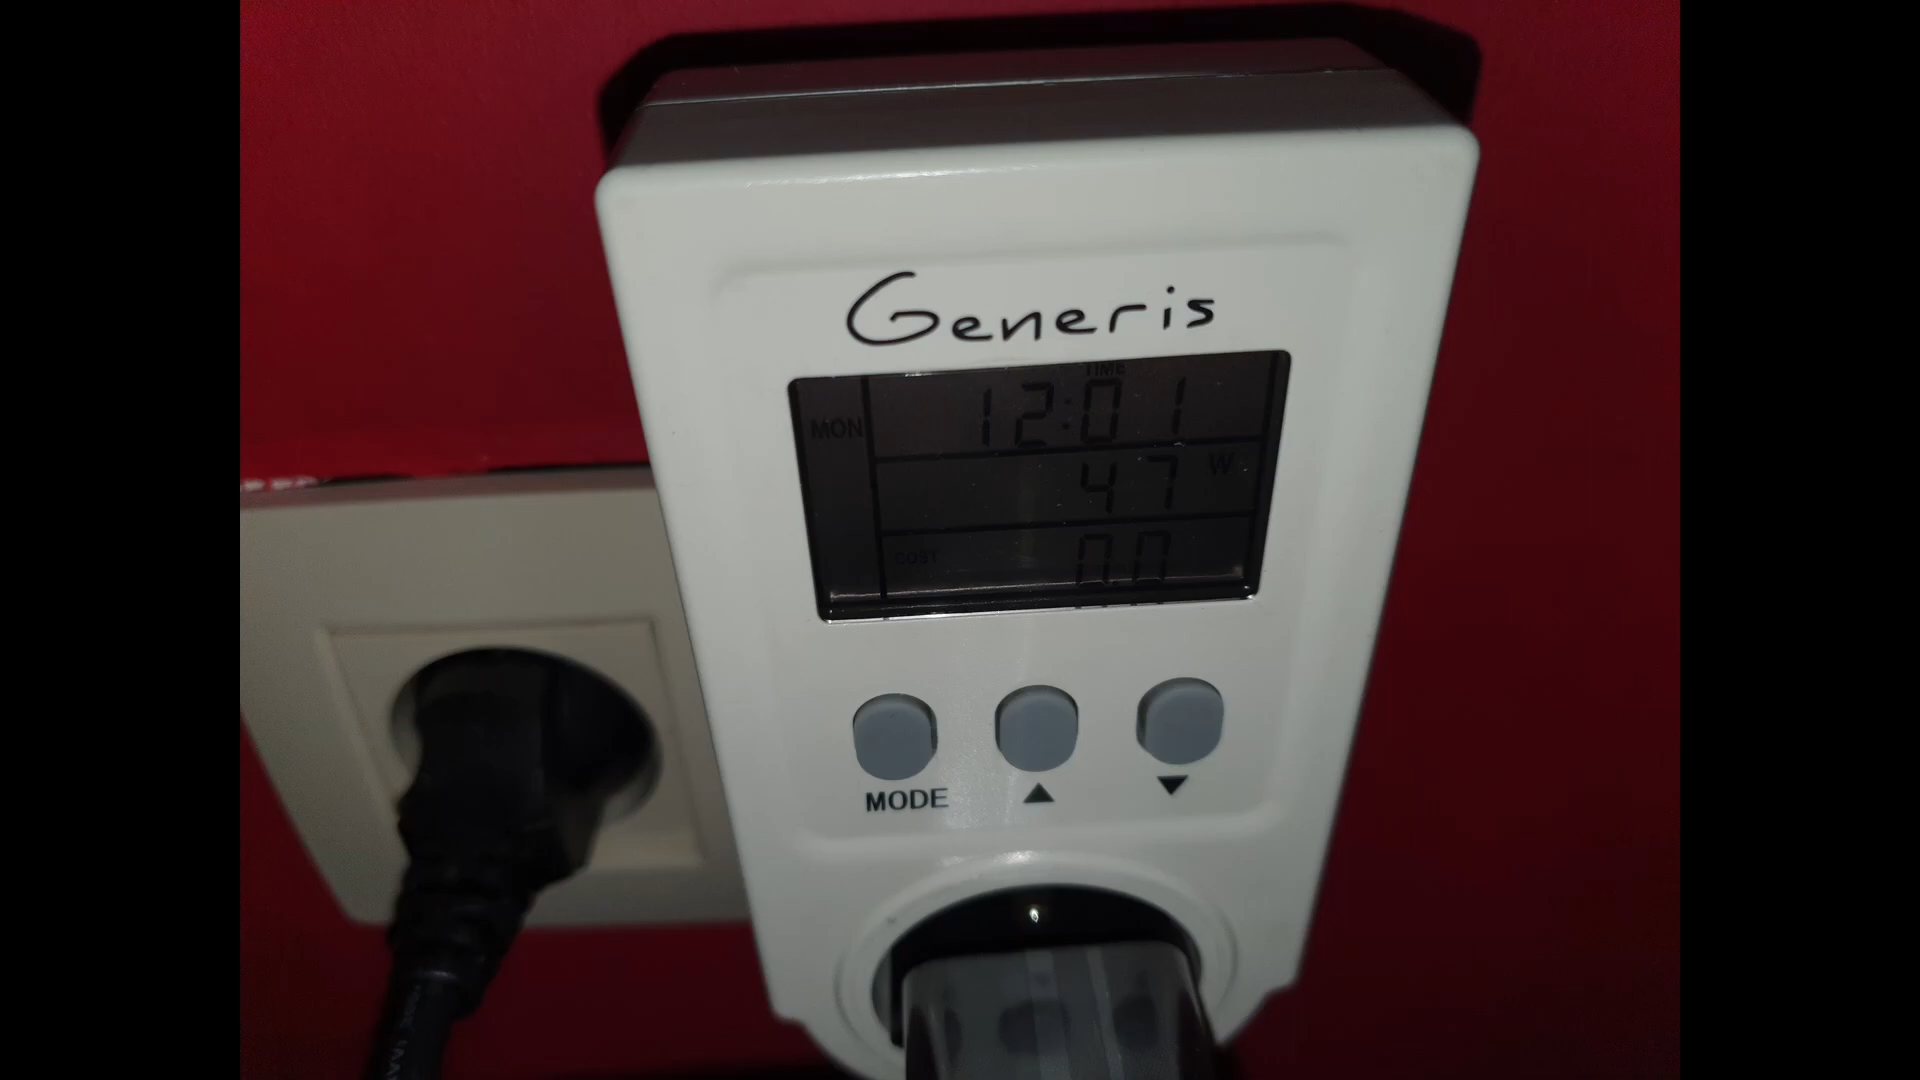 Generis
TIME
MON 12:01
47 W
COST 0.0
MODE ▲ ▼